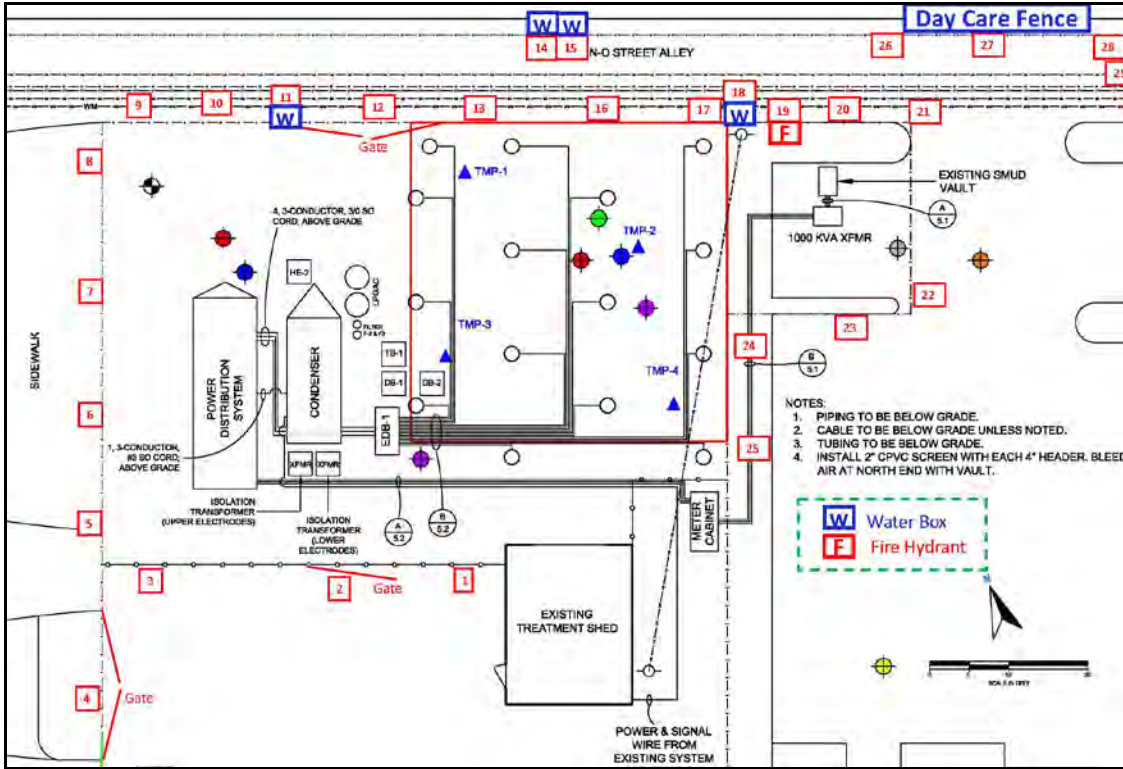 Day Care Fence
W W
14 15 N-O STREET ALLEY
26 27 28
29
WM
9 10 11 12 13 16 17 18 19 20 21
W
W
F
Gate
8
TMP-1
EXISTING SMUD
VAULT
A
5.1
1000 KVA XFMR
4, 3-CONDUCTOR, 3/0 SO
CORD; ABOVE GRADE
TMP-2
HE-2
LPGAC
7
22
23
TMP-3
24
B
5.1
TB-1
DB-1
DB-2
TMP-4
SIDEWALK
POWER
DISTRIBUTION
SYSTEM
CONDENSER
EDB-1
6
1, 3-CONDUCTOR,
#2 SO CORD;
ABOVE GRADE
XFMR XFMR
25
NOTES:
1. PIPING TO BE BELOW GRADE.
2. CABLE TO BE BELOW GRADE UNLESS NOTED.
3. TUBING TO BE BELOW GRADE.
4. INSTALL 2" CPVC SCREEN WITH EACH 4" HEADER. BLEED
AIR AT NORTH END WITH VAULT.
ISOLATION
TRANSFORMER
(UPPER ELECTRODES)
ISOLATION
TRANSFORMER
(LOWER
ELECTRODES)
A
5.2
B
5.2
METER
CABINET
5
W Water Box
F Fire Hydrant
3
2
Gate
1
EXISTING
TREATMENT SHED
4
Gate
POWER & SIGNAL
WIRE FROM
EXISTING SYSTEM